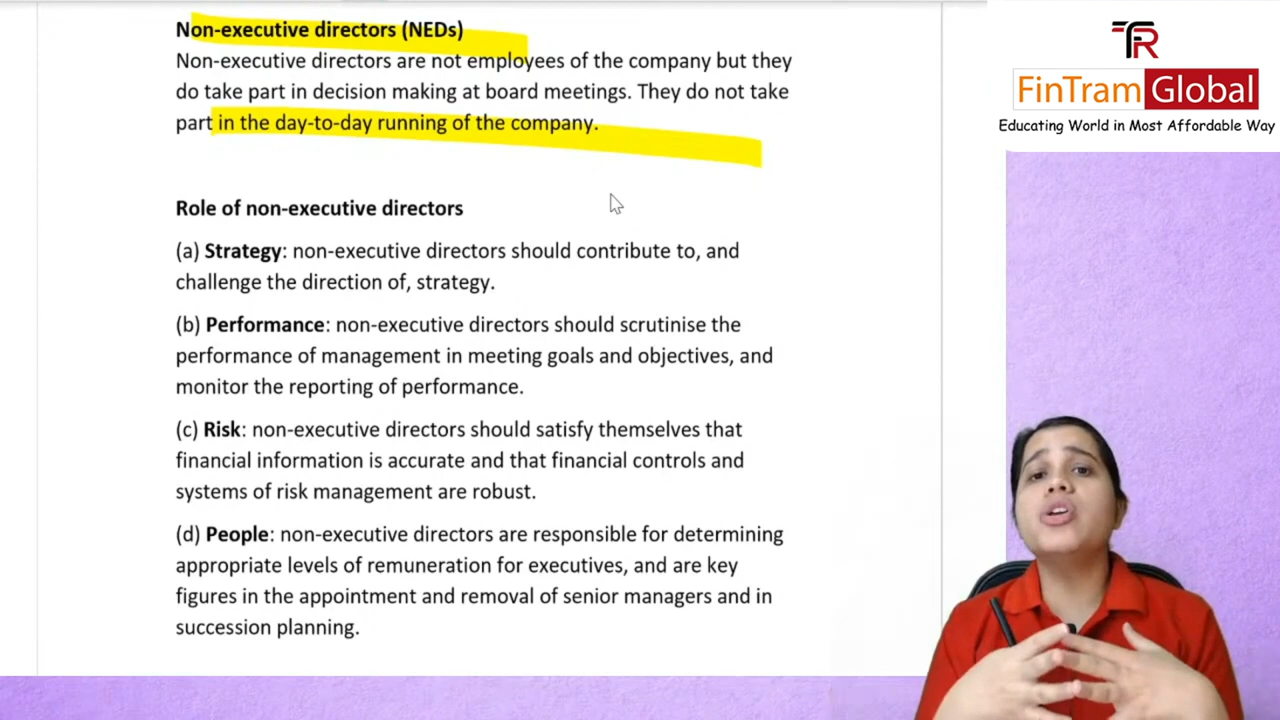 Non-executive directors (NEDs)
Non-executive directors are not employees of the company but they
do take part in decision making at board meetings. They do not take
part in the day-to-day running of the company.
Role of non-executive directors
(a) Strategy: non-executive directors should contribute to, and
challenge the direction of, strategy.
(b) Performance: non-executive directors should scrutinise the
performance of management in meeting goals and objectives, and
monitor the reporting of performance.
(c) Risk: non-executive directors should satisfy themselves that
financial information is accurate and that financial controls and
systems of risk management are robust.
(d) People: non-executive directors are responsible for determining
appropriate levels of remuneration for executives, and are key
figures in the appointment and removal of senior managers and in
succession planning.
FinTram Global
Educating World in Most Affordable Way